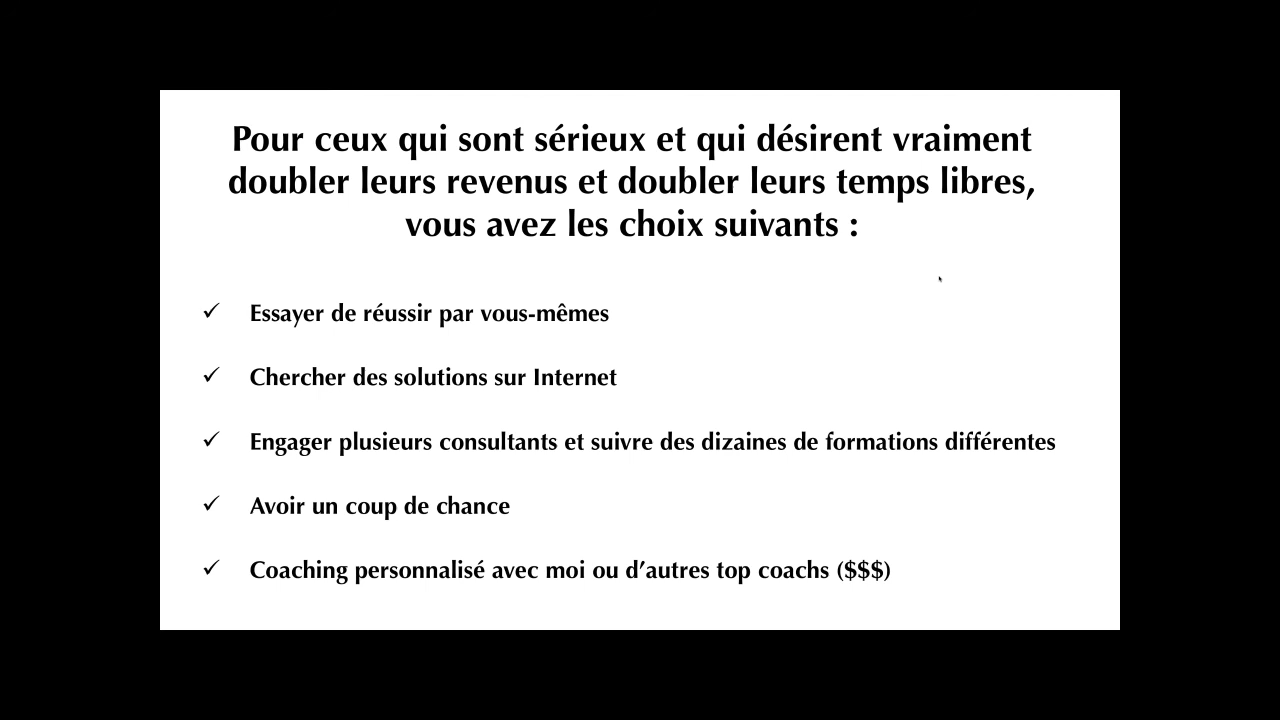 Pour ceux qui sont sérieux et qui désirent vraiment
doubler leurs revenus et doubler leurs temps libres,
vous avez les choix suivants :
✓ Essayer de réussir par vous-mêmes
✓ Chercher des solutions sur Internet
✓ Engager plusieurs consultants et suivre des dizaines de formations différentes
✓ Avoir un coup de chance
✓ Coaching personnalisé avec moi ou d’autres top coachs ($$$)